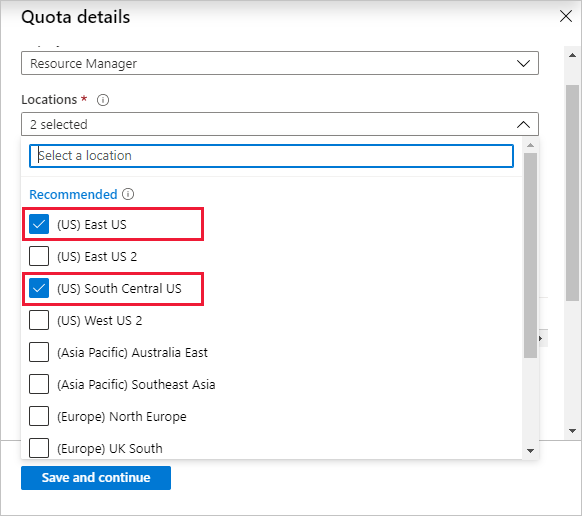 Quota details
Resource Manager
Locations *
2 selected
Select a location
Recommended
(US) East US
(US) East US 2
(US) South Central US
(US) West US 2
(Asia Pacific) Australia East
(Asia Pacific) Southeast Asia
(Europe) North Europe
(Europe) UK South
Save and continue